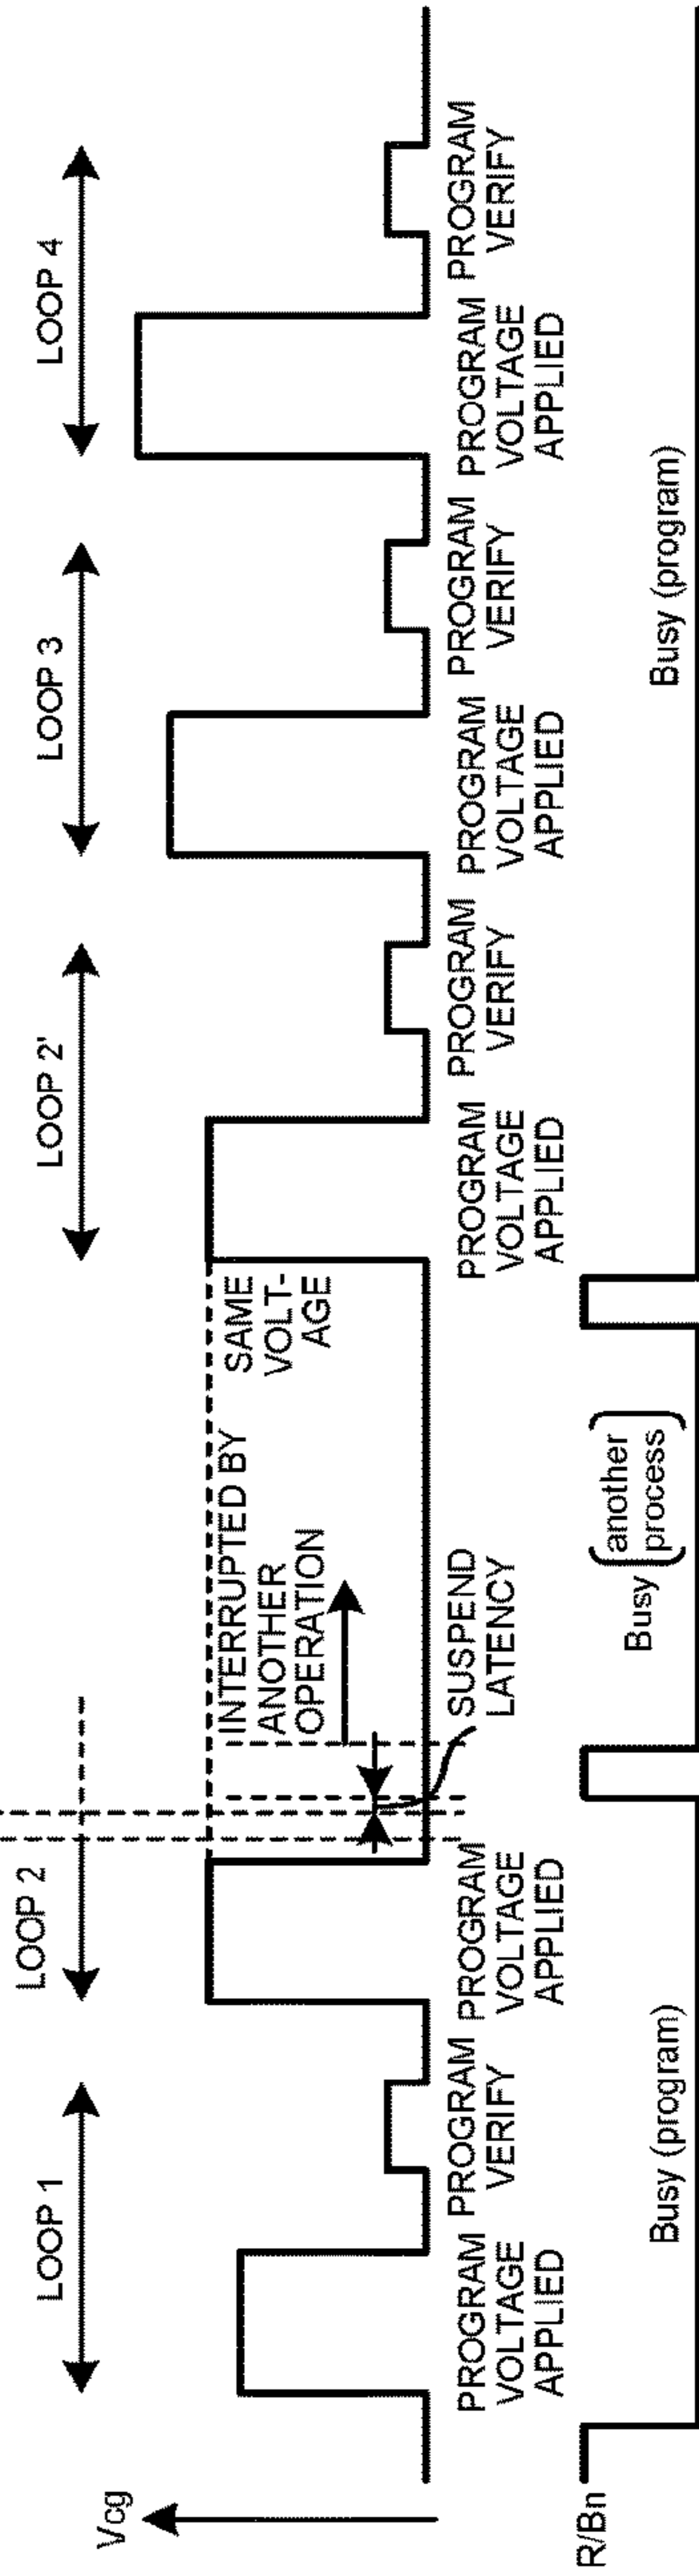 LOOP 1
LOOP 2
LOOP 2'
LOOP 3
LOOP 4
Vcg
INTERRUPTED BY
ANOTHER
OPERATION
SAME
VOLT-
AGE
PROGRAM
VOLTAGE
APPLIED
PROGRAM
VERIFY
PROGRAM
VOLTAGE
APPLIED
SUSPEND
LATENCY
PROGRAM
VOLTAGE
APPLIED
PROGRAM
VERIFY
PROGRAM
VOLTAGE
APPLIED
PROGRAM
VERIFY
PROGRAM
VOLTAGE
APPLIED
PROGRAM
VERIFY
R/Bn
Busy (program)
Busy (another
process)
Busy (program)